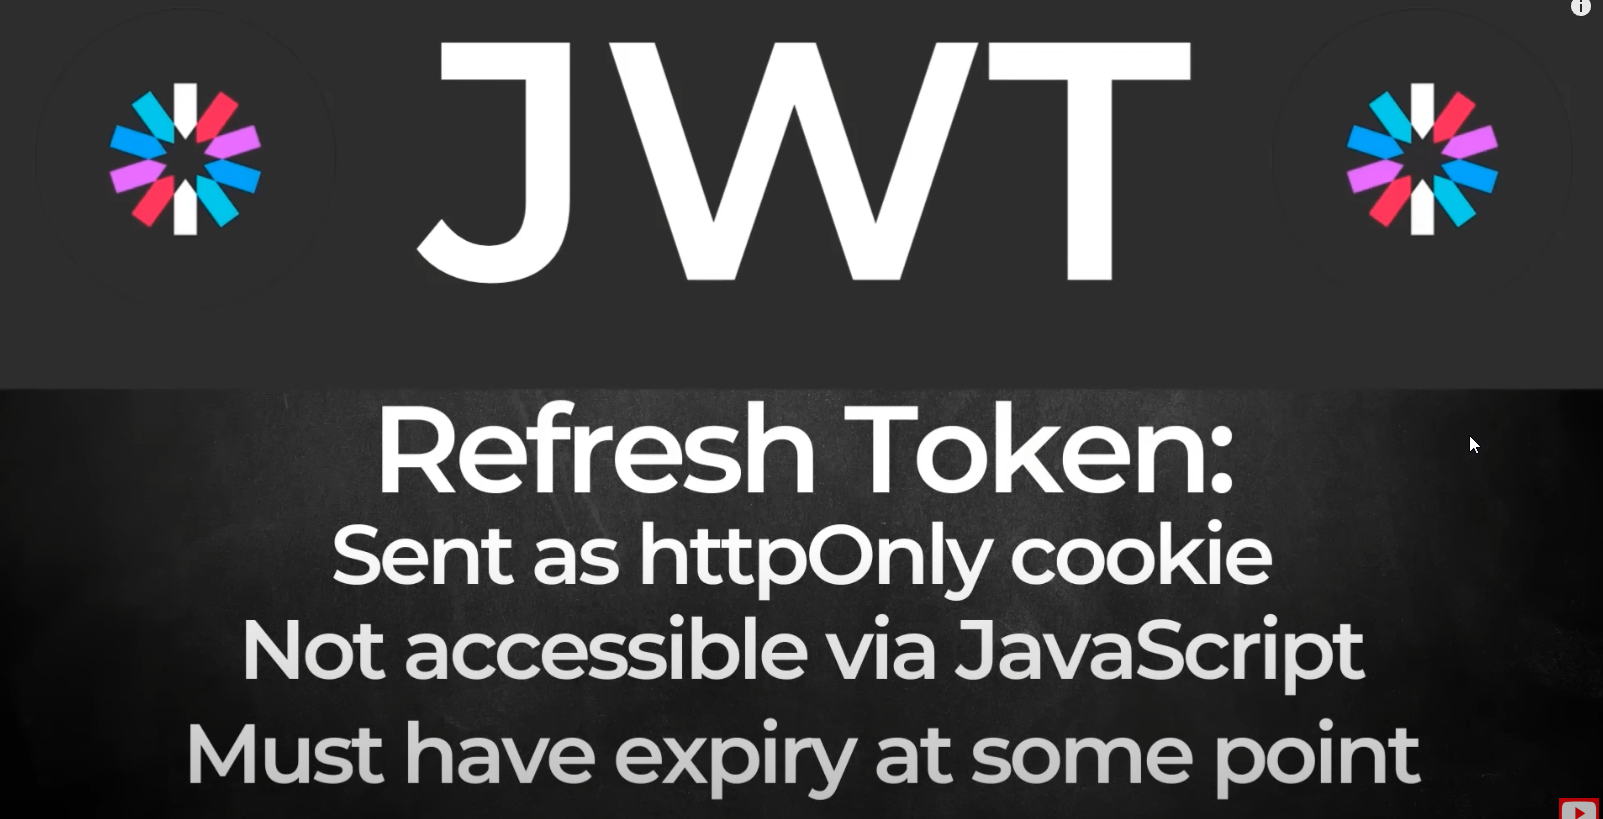 JWT
Refresh Token:
Sent as httpOnly cookie
Not accessible via JavaScript
Must have expiry at some point